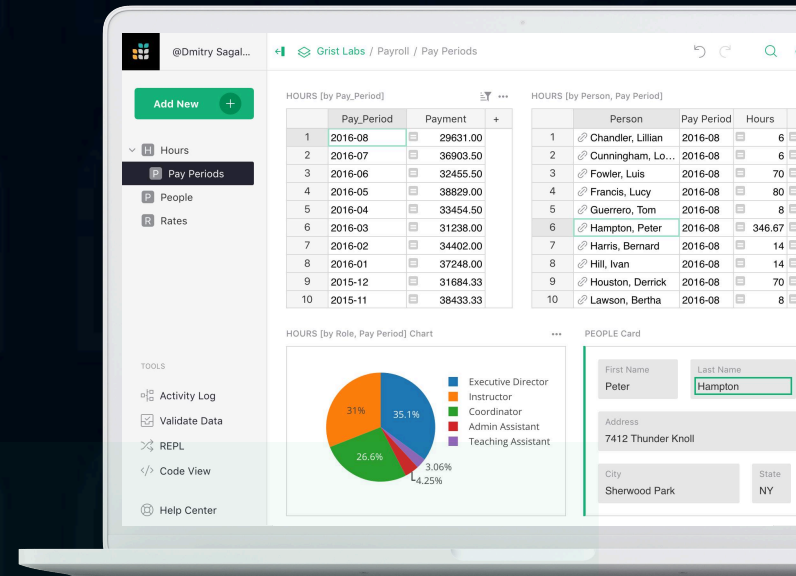 @Dmitry Sagal...
Grist Labs / Payroll / Pay Periods
Add New +
H Hours
P Pay Periods
P People
R Rates
TOOLS
Activity Log
Validate Data
REPL
</> Code View
Help Center
HOURS [by Pay_Period]
Pay_Period Payment +
1 2016-08 = 29631.00
2 2016-07 = 36903.50
3 2016-06 = 32455.50
4 2016-05 = 38829.00
5 2016-04 = 33454.50
6 2016-03 = 31238.00
7 2016-02 = 34402.00
8 2016-01 = 37248.00
9 2015-12 = 31684.33
10 2015-11 = 38433.33
HOURS [by Person, Pay Period]
Person Pay Period Hours
1 Chandler, Lillian 2016-08 = 6 =
2 Cunningham, Lo... 2016-08 = 6 =
3 Fowler, Luis 2016-08 = 70 =
4 Francis, Lucy 2016-08 = 80 =
5 Guerrero, Tom 2016-08 = 8 =
6 Hampton, Peter 2016-08 = 346.67 =
7 Harris, Bernard 2016-08 = 14 =
8 Hill, Ivan 2016-08 = 14 =
9 Houston, Derrick 2016-08 = 70 =
10 Lawson, Bertha 2016-08 = 8 =
HOURS [by Role, Pay Period] Chart
31%
35.1%
26.6%
3.06%
4.25%
Executive Director
Instructor
Coordinator
Admin Assistant
Teaching Assistant
PEOPLE Card
First Name Last Name
Peter Hampton
Address
7412 Thunder Knoll
City State
Sherwood Park NY